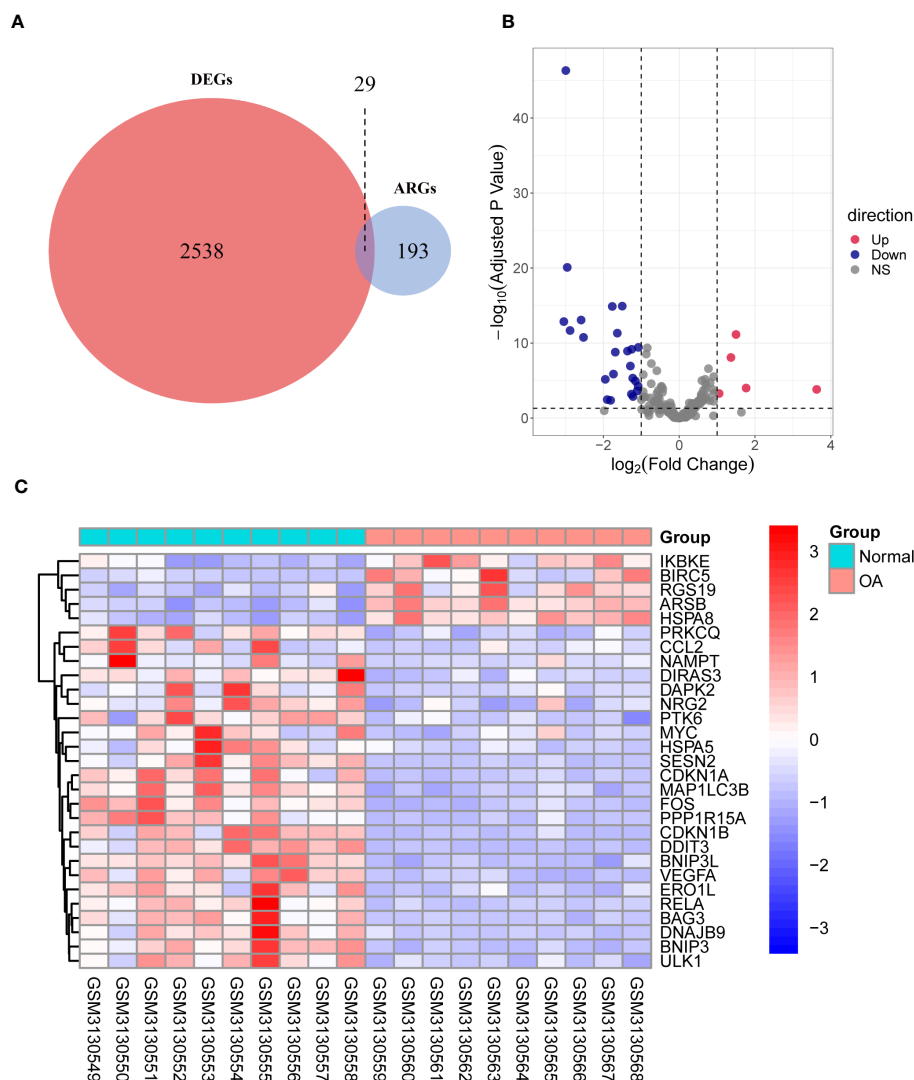 A
B
DEGs
29
ARGs
2538
193
−log10(Adjusted P Value)
40
30
20
10
0
−2
0
2
4
log2(Fold Change)
direction
Up
Down
NS
C
Group
IKBKE
BIRC5
RGS19
ARSB
HSPA8
PRKCQ
CCL2
NAMPT
DIRAS3
DAPK2
NRG2
PTK6
MYC
HSPA5
SESN2
CDKN1A
MAP1LC3B
FOS
PPP1R15A
CDKN1B
DDIT3
BNIP3L
VEGFA
ERO1L
RELA
BAG3
DNAJB9
BNIP3
ULK1
3
2
1
0
−1
−2
−3
Group
Normal
OA
GSM3130549
GSM3130550
GSM3130551
GSM3130552
GSM3130553
GSM3130554
GSM3130555
GSM3130556
GSM3130557
GSM3130558
GSM3130559
GSM3130560
GSM3130561
GSM3130562
GSM3130563
GSM3130564
GSM3130565
GSM3130566
GSM3130567
GSM3130568